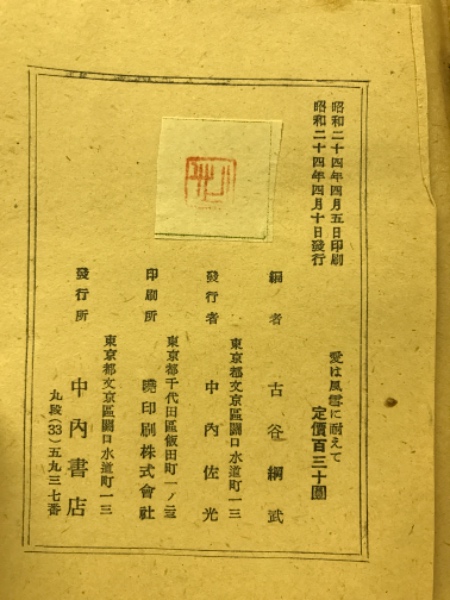 昭和二十四年四月五日印刷
昭和二十四年四月十日發行
愛は風雪に耐えて
定價百三十圓
編者 古谷綱武
東京都文京區關口水道町一三
發行者 中內佐光
東京都千代田區飯田町一ノ二三
印刷所 曉印刷株式會社
東京都文京區關口水道町一三
發行所 中內書店
九段(33)五九三七番